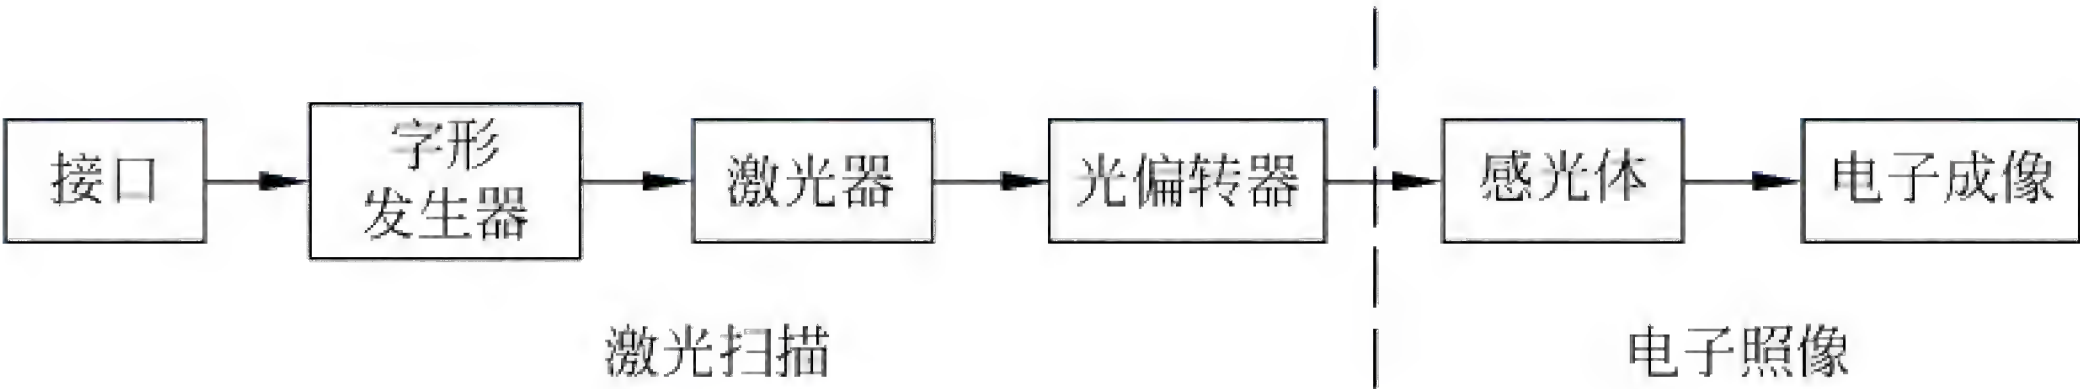 接口
字形
发生器
激光器
光偏转器
感光体
电子成像
激光扫描
电子照像